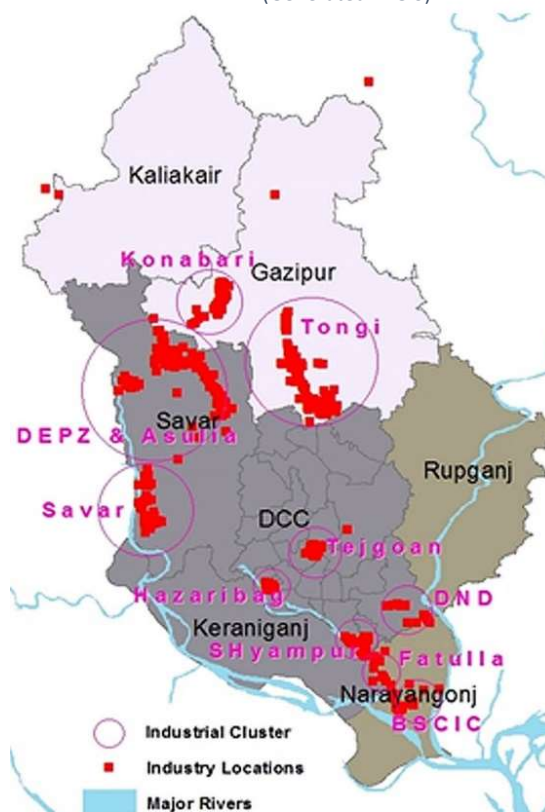 Kaliakair
Konabari
Gazipur
Tongi
Savar
DEPZ & Asulia
Rupganj
Savar
DCC
Tejgoan
Hazaribag
DND
Keraniganj
SHyampur
Fatulla
Narayangonj
BSCIC
Industrial Cluster
Industry Locations
Major Rivers